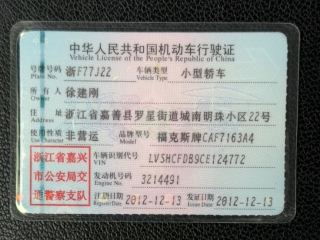 中华人民共和国机动车行驶证
Vehicle License of the People's Republic of China
号牌号码 浙F77J22 车辆类型 小型轿车
Plate No. Vehicle Type
所有人 徐建刚
Owner
住址 浙江省嘉善县罗星街道城南明珠小区22号
Address
使用性质 非营运 品牌型号 福克斯牌CAF7163A4
Use Character Model
浙江省嘉兴市公安局交通警察支队
车辆识别代号 LVSHCFDB9CE124772
VIN
发动机号码 3214491
Engine No.
注册日期 2012-12-13 发证日期 2012-12-13
Register Date Issue Date